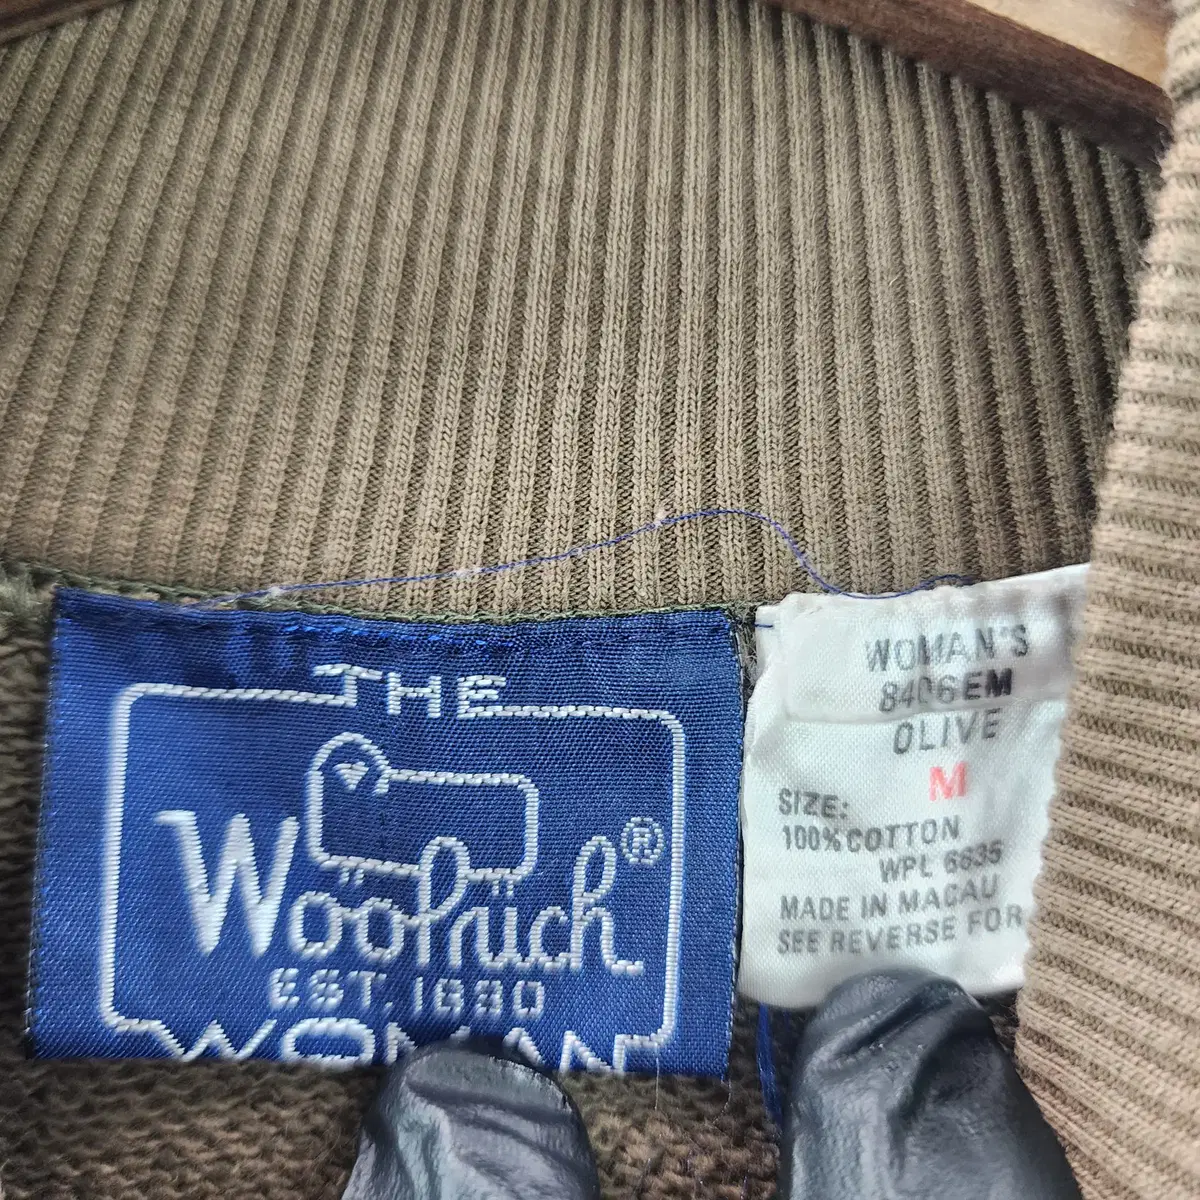 THE
Woolrich®
EST. 1830
WOMAN
WOMAN'S
8406EM
OLIVE
M
SIZE:
100% COTTON
WPL 6635
MADE IN MACAU
SEE REVERSE FOR